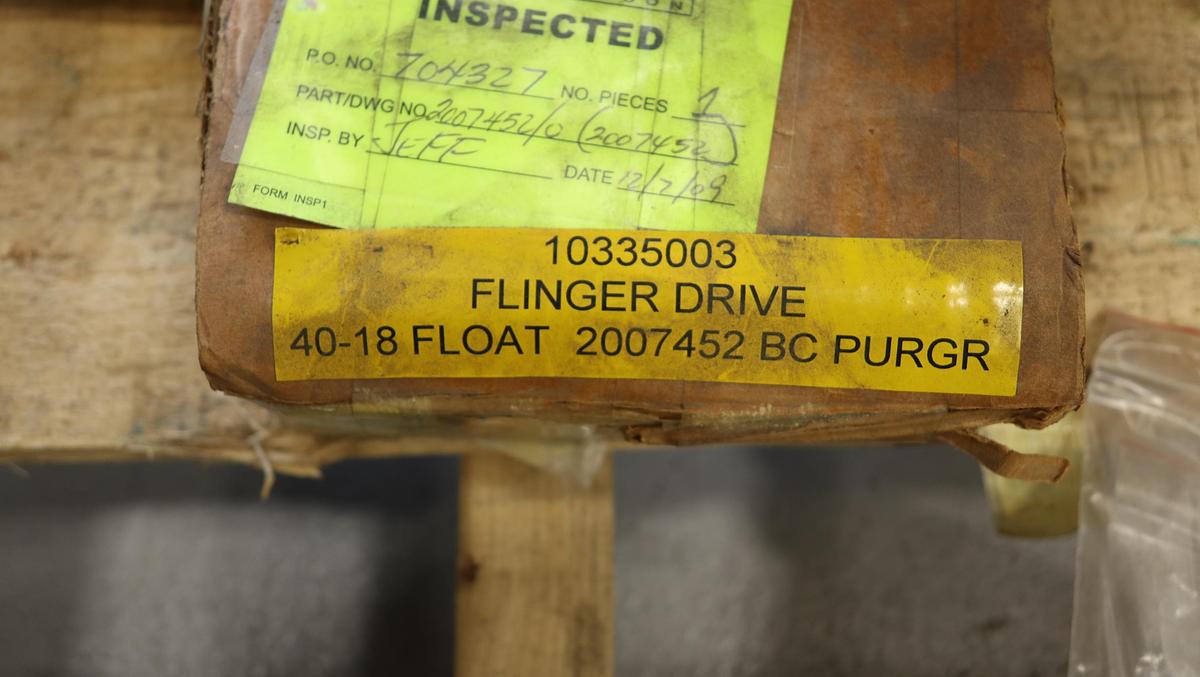 INSPECTED
P.O. NO. 704327 NO. PIECES 1
PART/DWG NO. 2007452/0 (2007452)
INSP. BY JEFF DATE 12/7/09
FORM INSP1
10335003
FLINGER DRIVE
40-18 FLOAT 2007452 BC PURGR